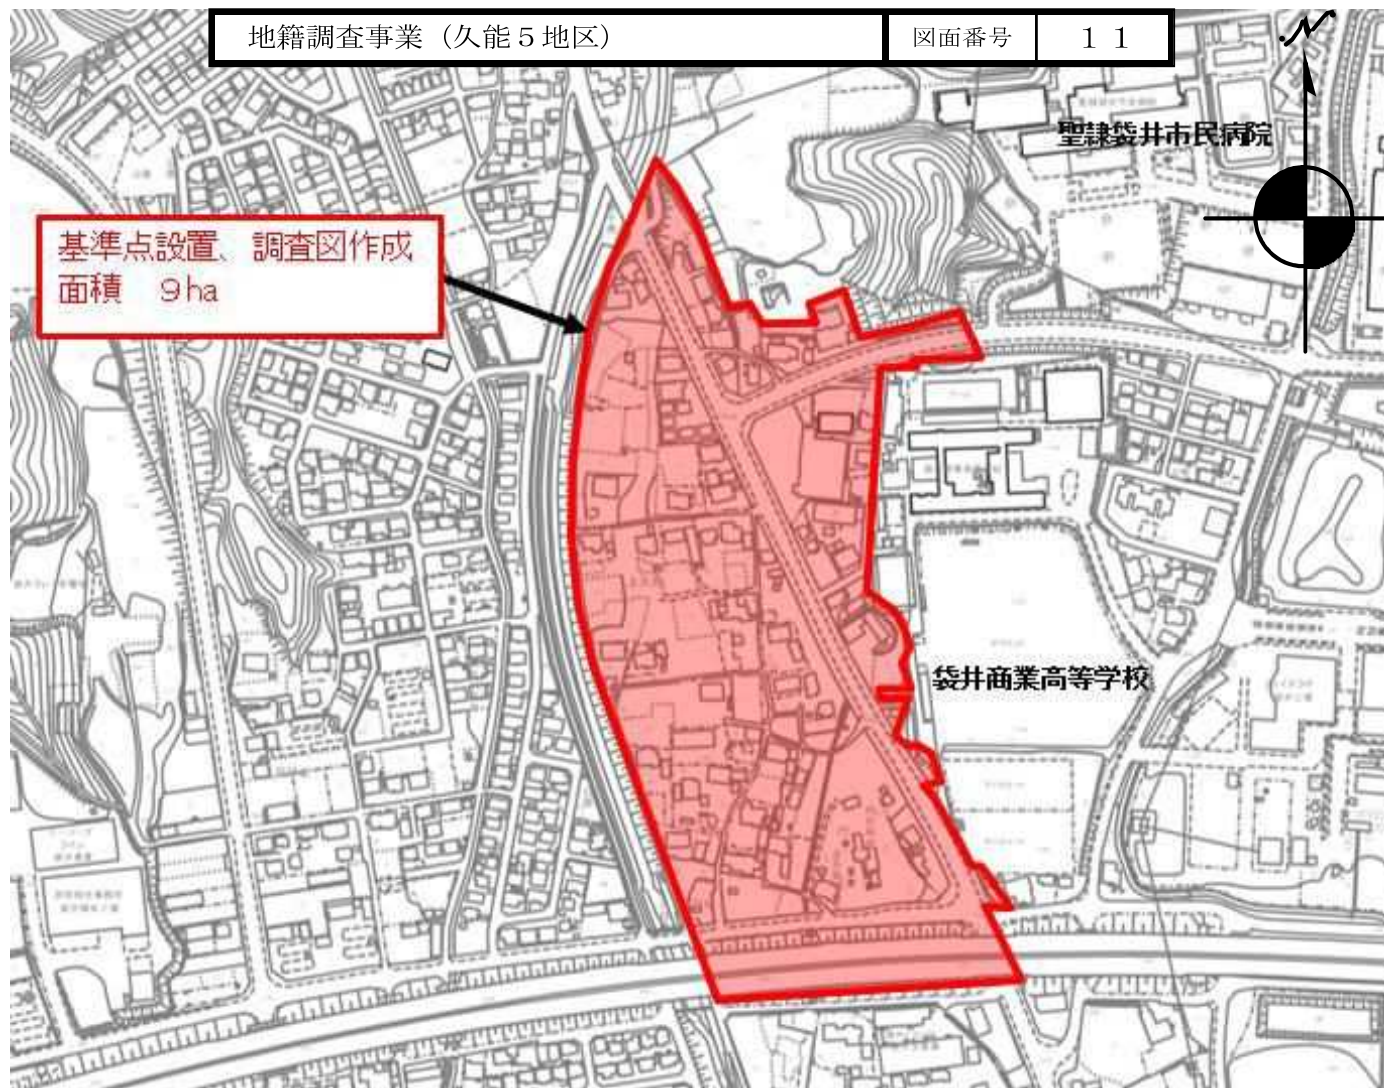 地籍調査事業（久能５地区）
図面番号
１１
聖隷袋井市民病院
基準点設置、調査図作成
面積　９ha
袋井商業高等学校